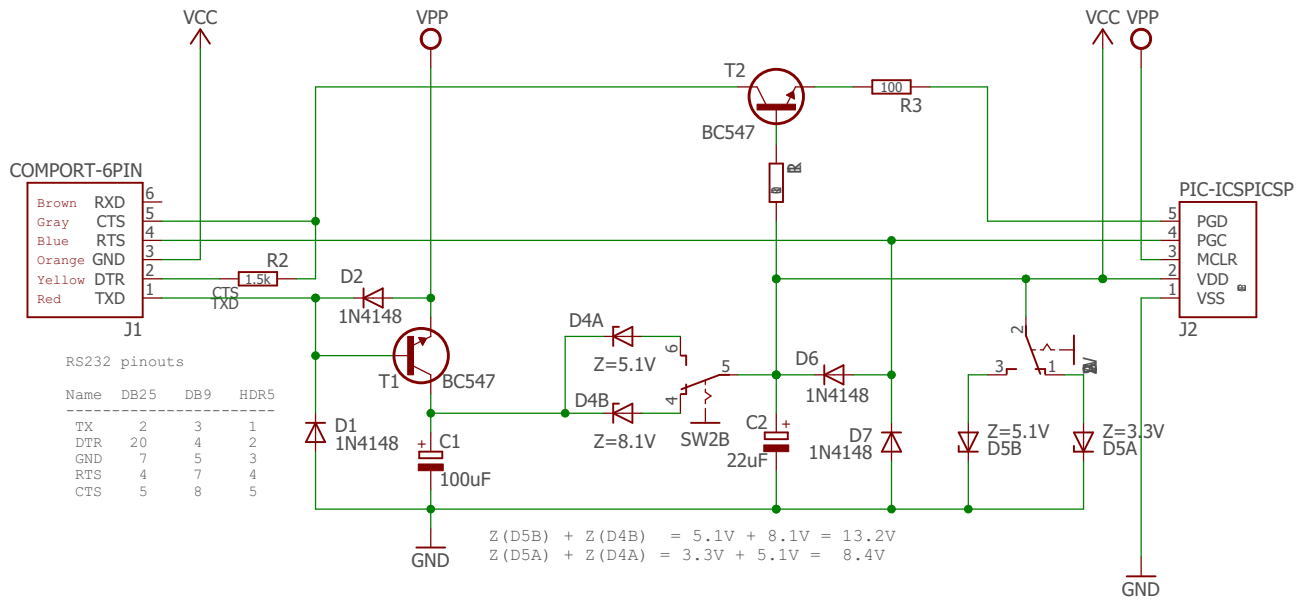 VCC
VPP
VCC
VPP
T2
100
R3
BC547
COMPORT-6PIN
Brown RXD 6
Gray CTS 5
Blue RTS 4
Orange GND 3
Yellow DTR 2
Red TXD 1
J1
R2
1.5k
CTS
TXD
D2
1N4148
T1
BC547
PIC-ICSPICSP
5 PGD
4 PGC
3 MCLR
2 VDD
1 VSS
J2
D4A
Z=5.1V
6
5
4
D4B
Z=8.1V
SW2B
D6
1N4148
2
3
1
D1
1N4148
C1
+
100uF
C2
+
22uF
D7
1N4148
Z=5.1V
D5B
Z=3.3V
D5A
RS232 pinouts
Name DB25 DB9 HDR5
-----------------------
TX 2 3 1
DTR 20 4 2
GND 7 5 3
RTS 4 7 4
CTS 5 8 5
GND
Z(D5B) + Z(D4B) = 5.1V + 8.1V = 13.2V
Z(D5A) + Z(D4A) = 3.3V + 5.1V = 8.4V
GND